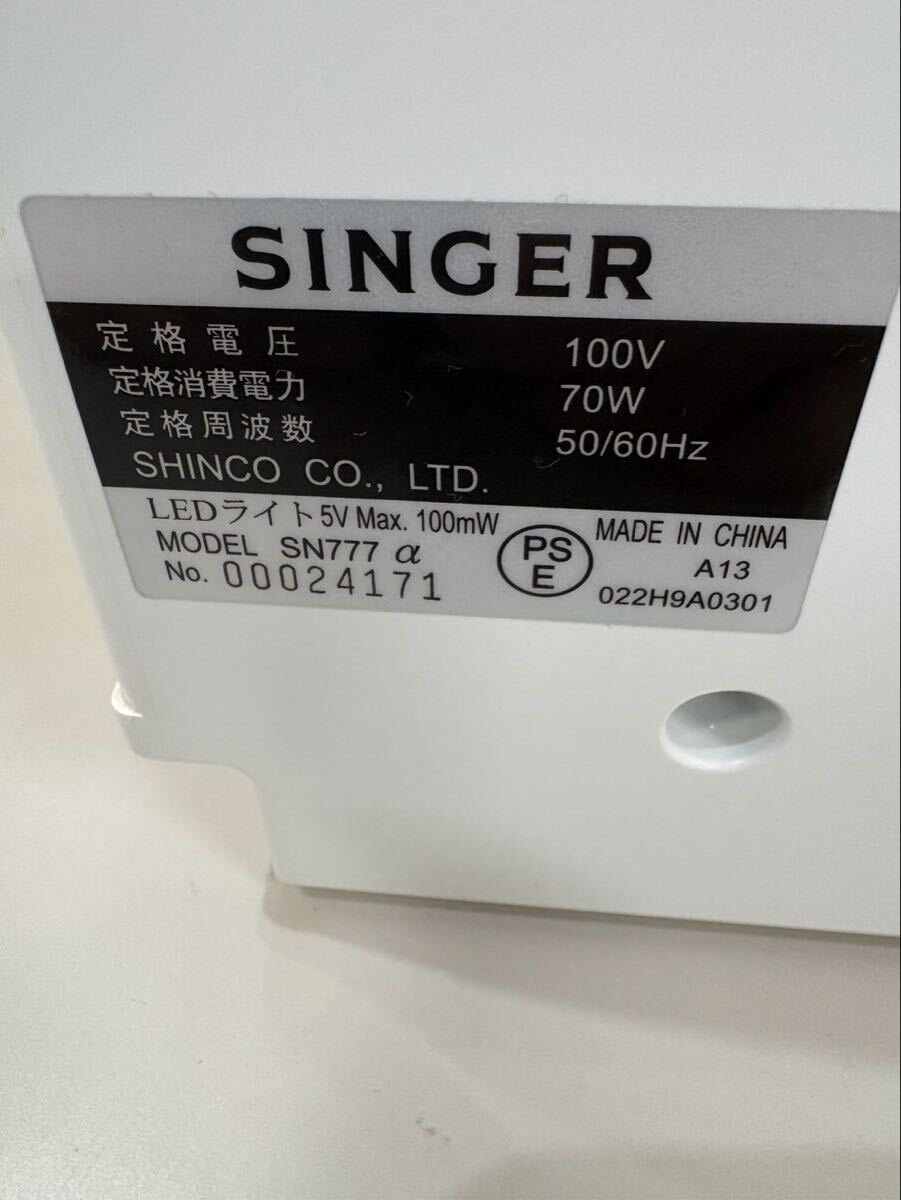 SINGER
定格電圧 100V
定格消費電力 70W
定格周波数 50/60Hz
SHINCO CO., LTD.
LEDライト 5V Max. 100mW
MODEL SN777 α
No. 00024171
PS
E
MADE IN CHINA
A13
022H9A0301